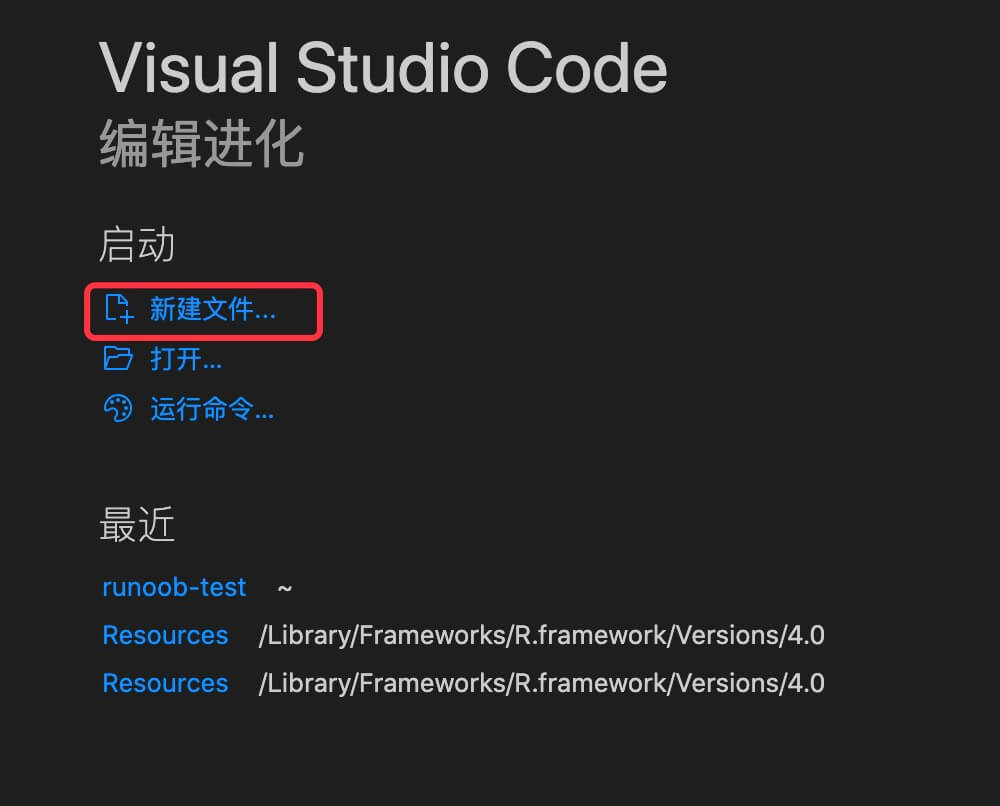 Visual Studio Code
编辑进化
启动
新建文件...
打开...
运行命令...
最近
runoob-test ~
Resources /Library/Frameworks/R.framework/Versions/4.0
Resources /Library/Frameworks/R.framework/Versions/4.0